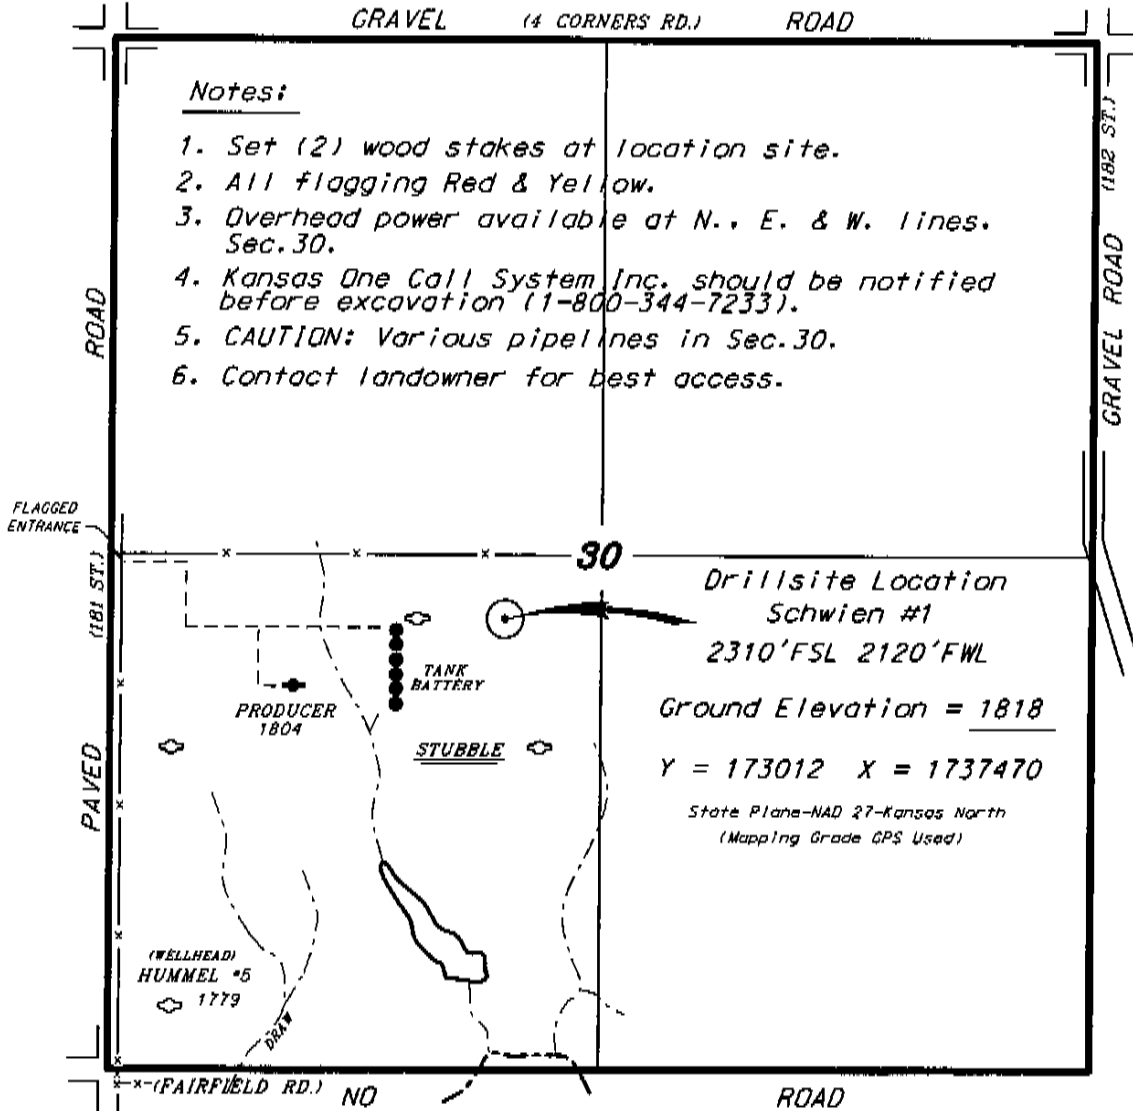 GRAVEL (4 CORNERS RD.) ROAD
Notes:
1. Set (2) wood stakes at location site.
2. All flagging Red & Yellow.
3. Overhead power available at N., E. & W. lines.
Sec.30.
4. Kansas One Call System Inc. should be notified
before excavation (1-800-344-7233).
5. CAUTION: Various pipelines in Sec.30.
6. Contact landowner for best access.
PAVED (181 ST.) ROAD
GRAVEL ROAD (182 ST.)
FLAGGED
ENTRANCE
30
Drillsite Location
Schwien #1
2310'FSL 2120'FWL
Ground Elevation = 1818
Y = 173012 X = 1737470
State Plane-NAD 27-Kansas North
(Mapping Grade GPS Used)
TANK
BATTERY
PRODUCER
1804
STUBBLE
(WELLHEAD)
HUMMEL #5
1779
DRAW
(FAIRFIELD RD.) NO ROAD